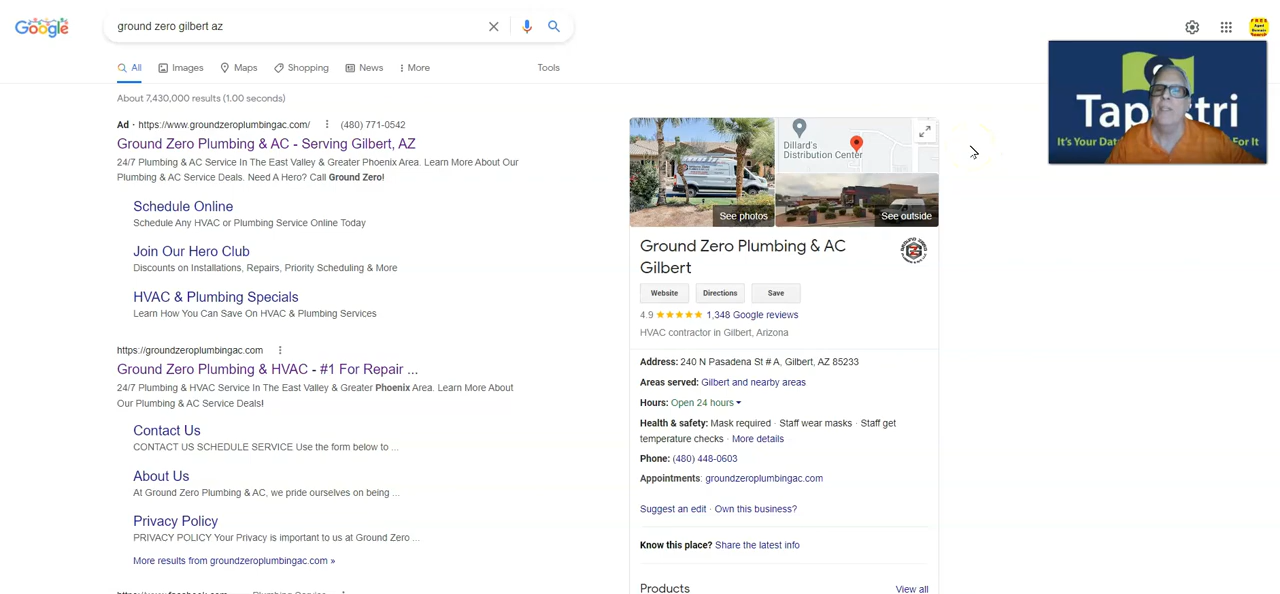 Google
ground zero gilbert az
FREE
Aged
Domain
All
Images
Maps
Shopping
News
More
Tools
About 7,430,000 results (1.00 seconds)
Ad · https://www.groundzeroplumbingac.com/ (480) 771-0542
Ground Zero Plumbing & AC - Serving Gilbert, AZ
24/7 Plumbing & AC Service In The East Valley & Greater Phoenix Area. Learn More About Our
Plumbing & AC Service Deals. Need A Hero? Call Ground Zero!
Schedule Online
Schedule Any HVAC or Plumbing Service Online Today
Join Our Hero Club
Discounts on Installations, Repairs, Priority Scheduling & More
HVAC & Plumbing Specials
Learn How You Can Save On HVAC & Plumbing Services
https://groundzeroplumbingac.com
Ground Zero Plumbing & HVAC - #1 For Repair ...
24/7 Plumbing & HVAC Service In The East Valley & Greater Phoenix Area. Learn More About
Our Plumbing & AC Service Deals!
Contact Us
CONTACT US SCHEDULE SERVICE Use the form below to ...
About Us
At Ground Zero Plumbing & AC, we pride ourselves on being ...
Privacy Policy
PRIVACY POLICY Your Privacy is important to us at Ground Zero ...
More results from groundzeroplumbingac.com »
Dillard's
Distribution Center
See photos
See outside
Ground Zero Plumbing & AC
Gilbert
Website
Directions
Save
4.9 1,348 Google reviews
HVAC contractor in Gilbert, Arizona
Address: 240 N Pasadena St # A, Gilbert, AZ 85233
Areas served: Gilbert and nearby areas
Hours: Open 24 hours
Health & safety: Mask required · Staff wear masks · Staff get
temperature checks · More details
Phone: (480) 448-0603
Appointments: groundzeroplumbingac.com
Suggest an edit · Own this business?
Know this place? Share the latest info
Products
View all
It's Your Dat For It